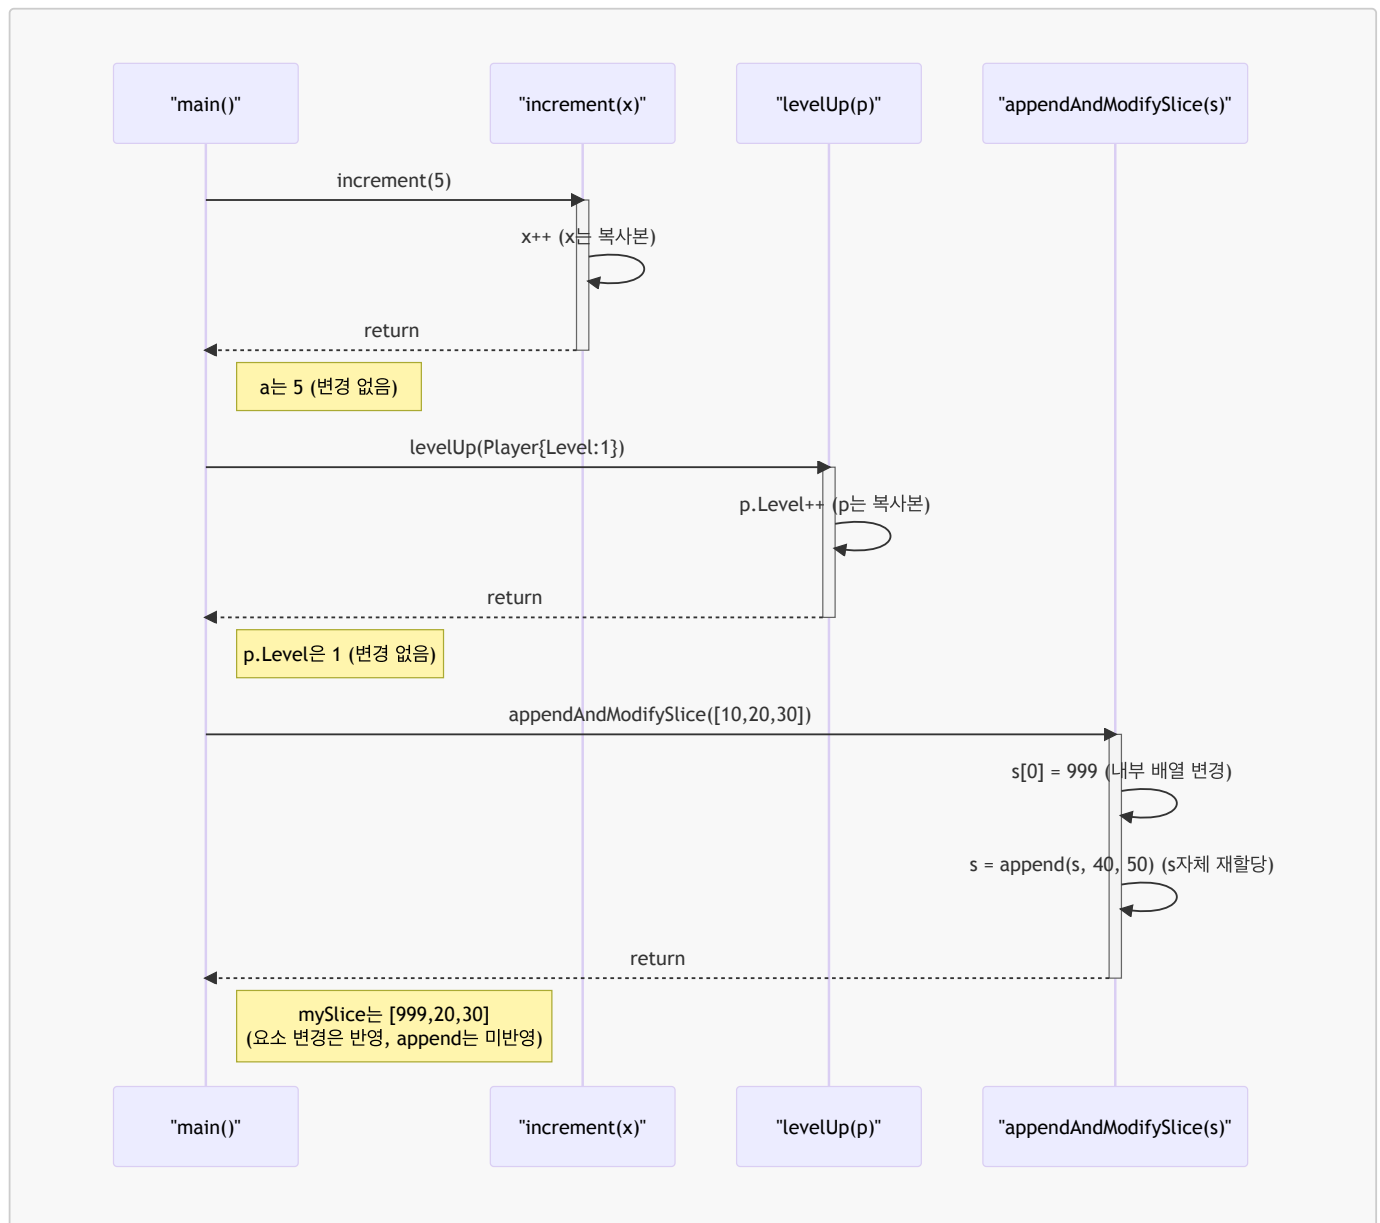 "main()"
"increment(x)"
"levelUp(p)"
"appendAndModifySlice(s)"
increment(5)
x++ (x는 복사본)
return
a는 5 (변경 없음)
levelUp(Player{Level:1})
p.Level++ (p는 복사본)
return
p.Level은 1 (변경 없음)
appendAndModifySlice([10,20,30])
s[0] = 999 (내부 배열 변경)
s = append(s, 40, 50) (s자체 재할당)
return
mySlice는 [999,20,30]
(요소 변경은 반영, append는 미반영)
"main()"
"increment(x)"
"levelUp(p)"
"appendAndModifySlice(s)"